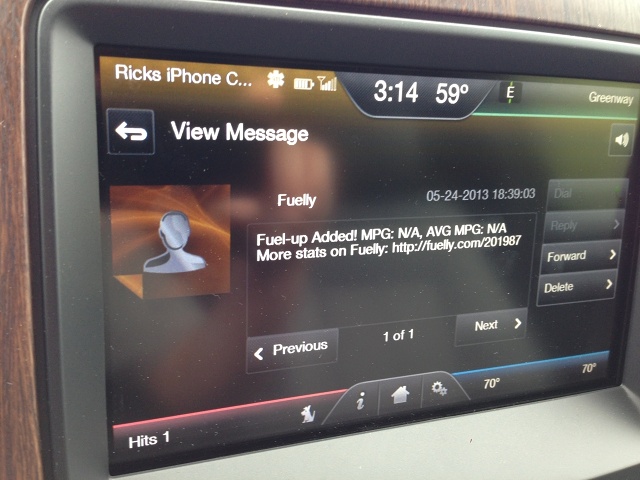 Ricks iPhone C...
3:14 59°
E
Greenway
View Message
Fuelly
05-24-2013 18:39:03
Dial
Fuel-up Added! MPG: N/A, AVG MPG: N/A
More stats on Fuelly: http://fuelly.com/201987
Reply
Forward
Delete
Previous
1 of 1
Next
70°
70°
Hits 1